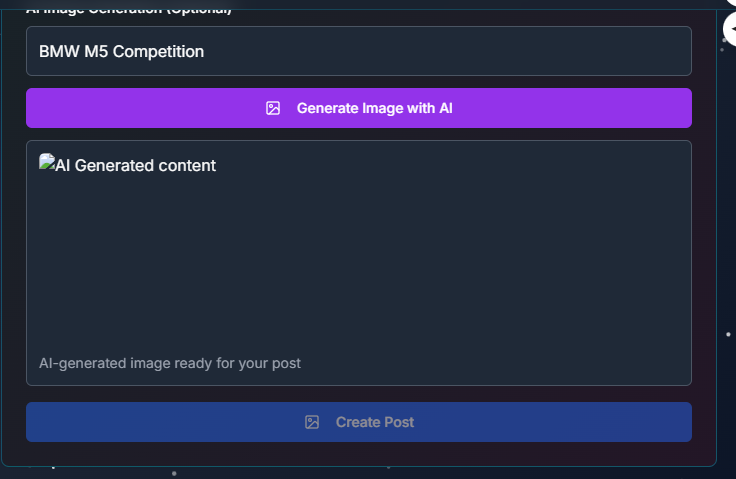 AI Image Generation (Optional)
BMW M5 Competition
Generate Image with AI
AI Generated content
AI-generated image ready for your post
Create Post